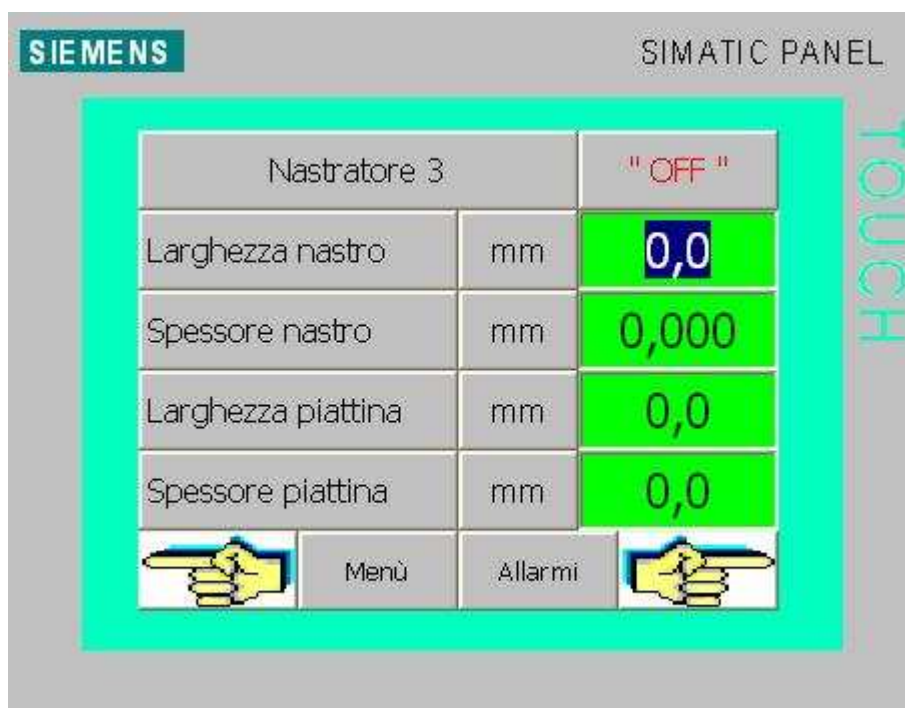 SIEMENS
SIMATIC PANEL
TOUCH
Nastratore 3 " OFF "
Larghezza nastro mm 0,0
Spessore nastro mm 0,000
Larghezza piattina mm 0,0
Spessore piattina mm 0,0
Menù Allarmi